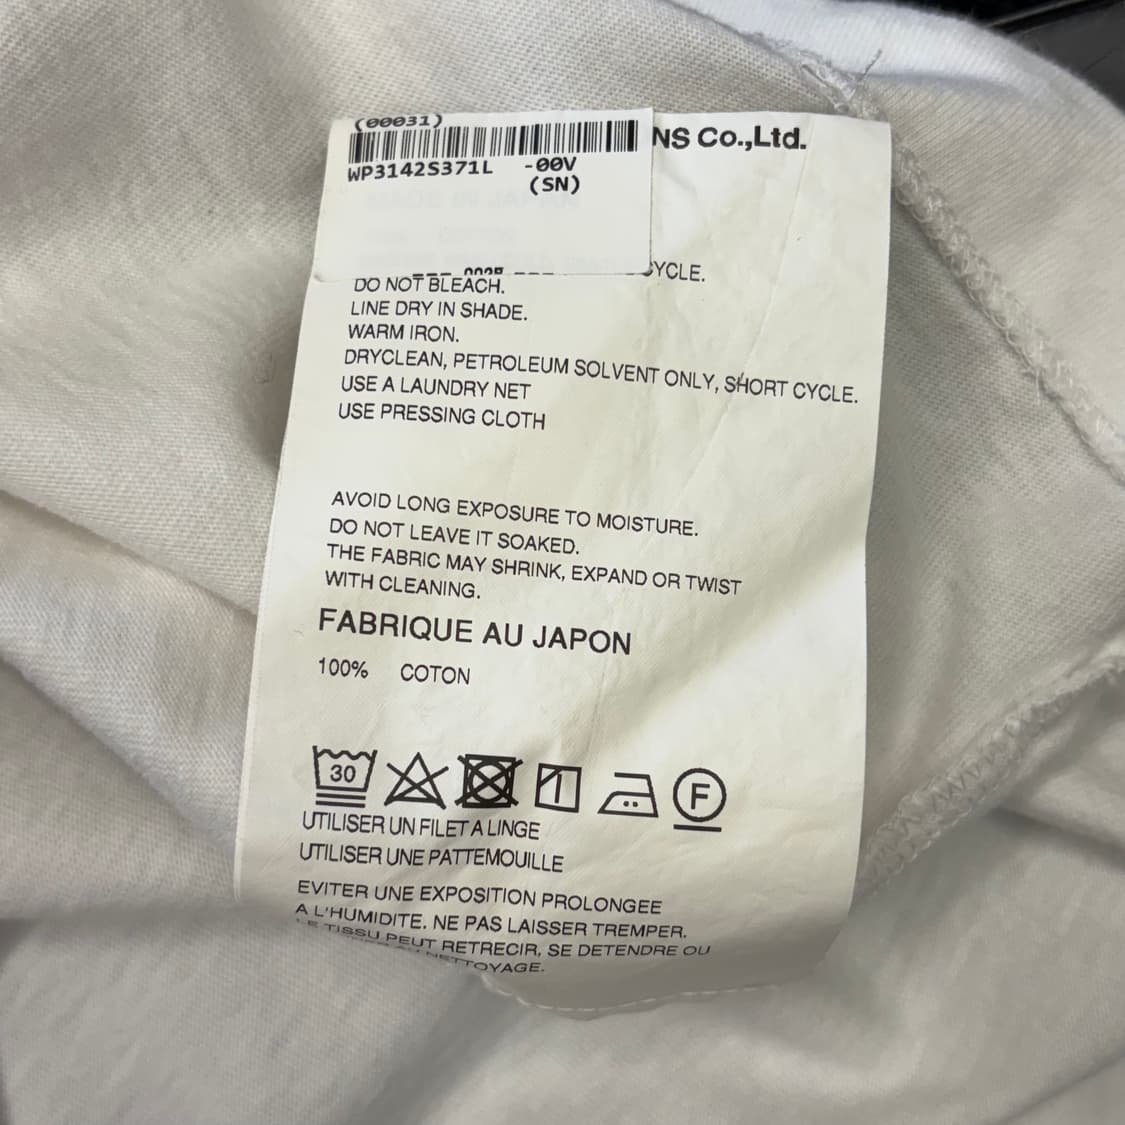 (00031)
NS Co.,Ltd.
WP3142S371L -00V
(SN)
CYCLE.
DO NOT BLEACH.
LINE DRY IN SHADE.
WARM IRON.
DRYCLEAN, PETROLEUM SOLVENT ONLY, SHORT CYCLE.
USE A LAUNDRY NET
USE PRESSING CLOTH
AVOID LONG EXPOSURE TO MOISTURE.
DO NOT LEAVE IT SOAKED.
THE FABRIC MAY SHRINK, EXPAND OR TWIST
WITH CLEANING.
FABRIQUE AU JAPON
100% COTON
30
F
UTILISER UN FILET A LINGE
UTILISER UNE PATTEMOUILLE
EVITER UNE EXPOSITION PROLONGEE
A L'HUMIDITE. NE PAS LAISSER TREMPER.
LE TISSU PEUT RETRECIR, SE DETENDRE OU
NETTOYAGE.